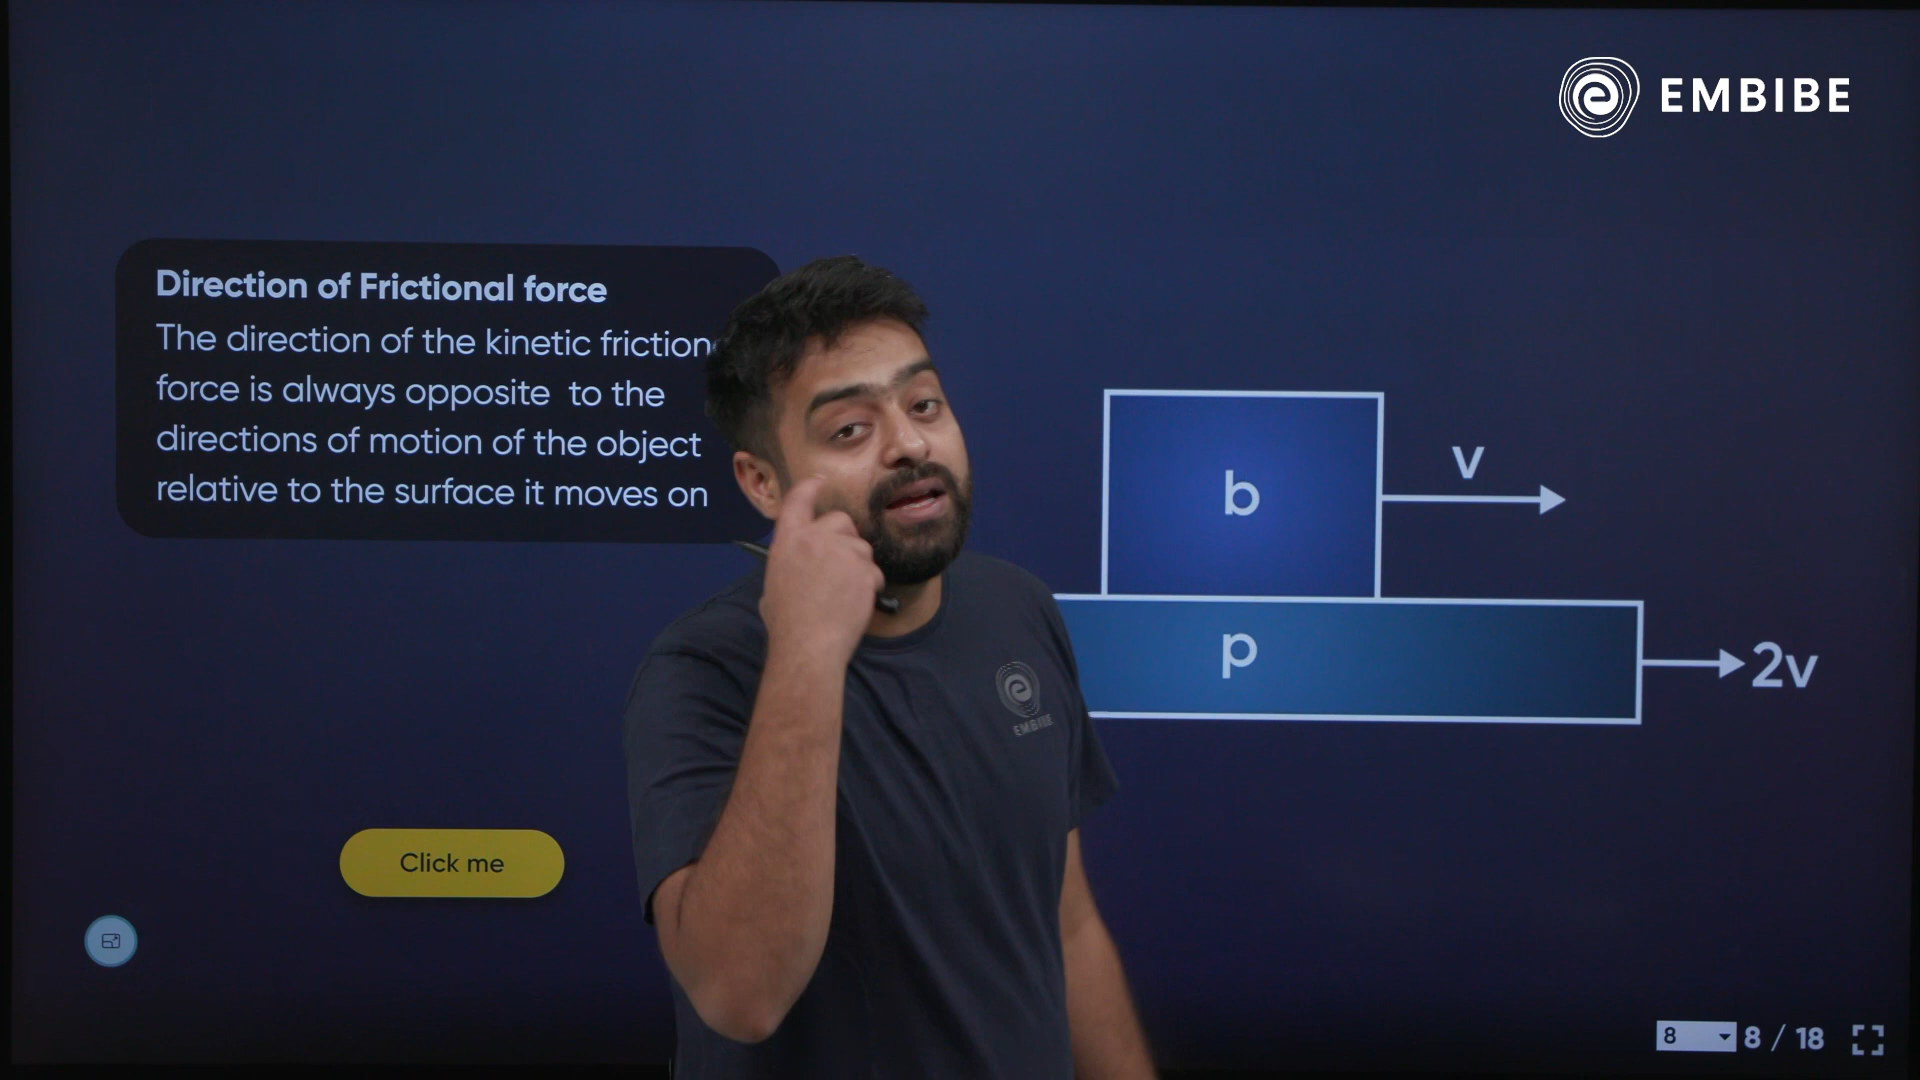 EMBIBE
Direction of Frictional force
The direction of the kinetic friction
force is always opposite to the
directions of motion of the object
relative to the surface it moves on
b
v
p
2v
EMBIBE
Click me
8 8 / 18